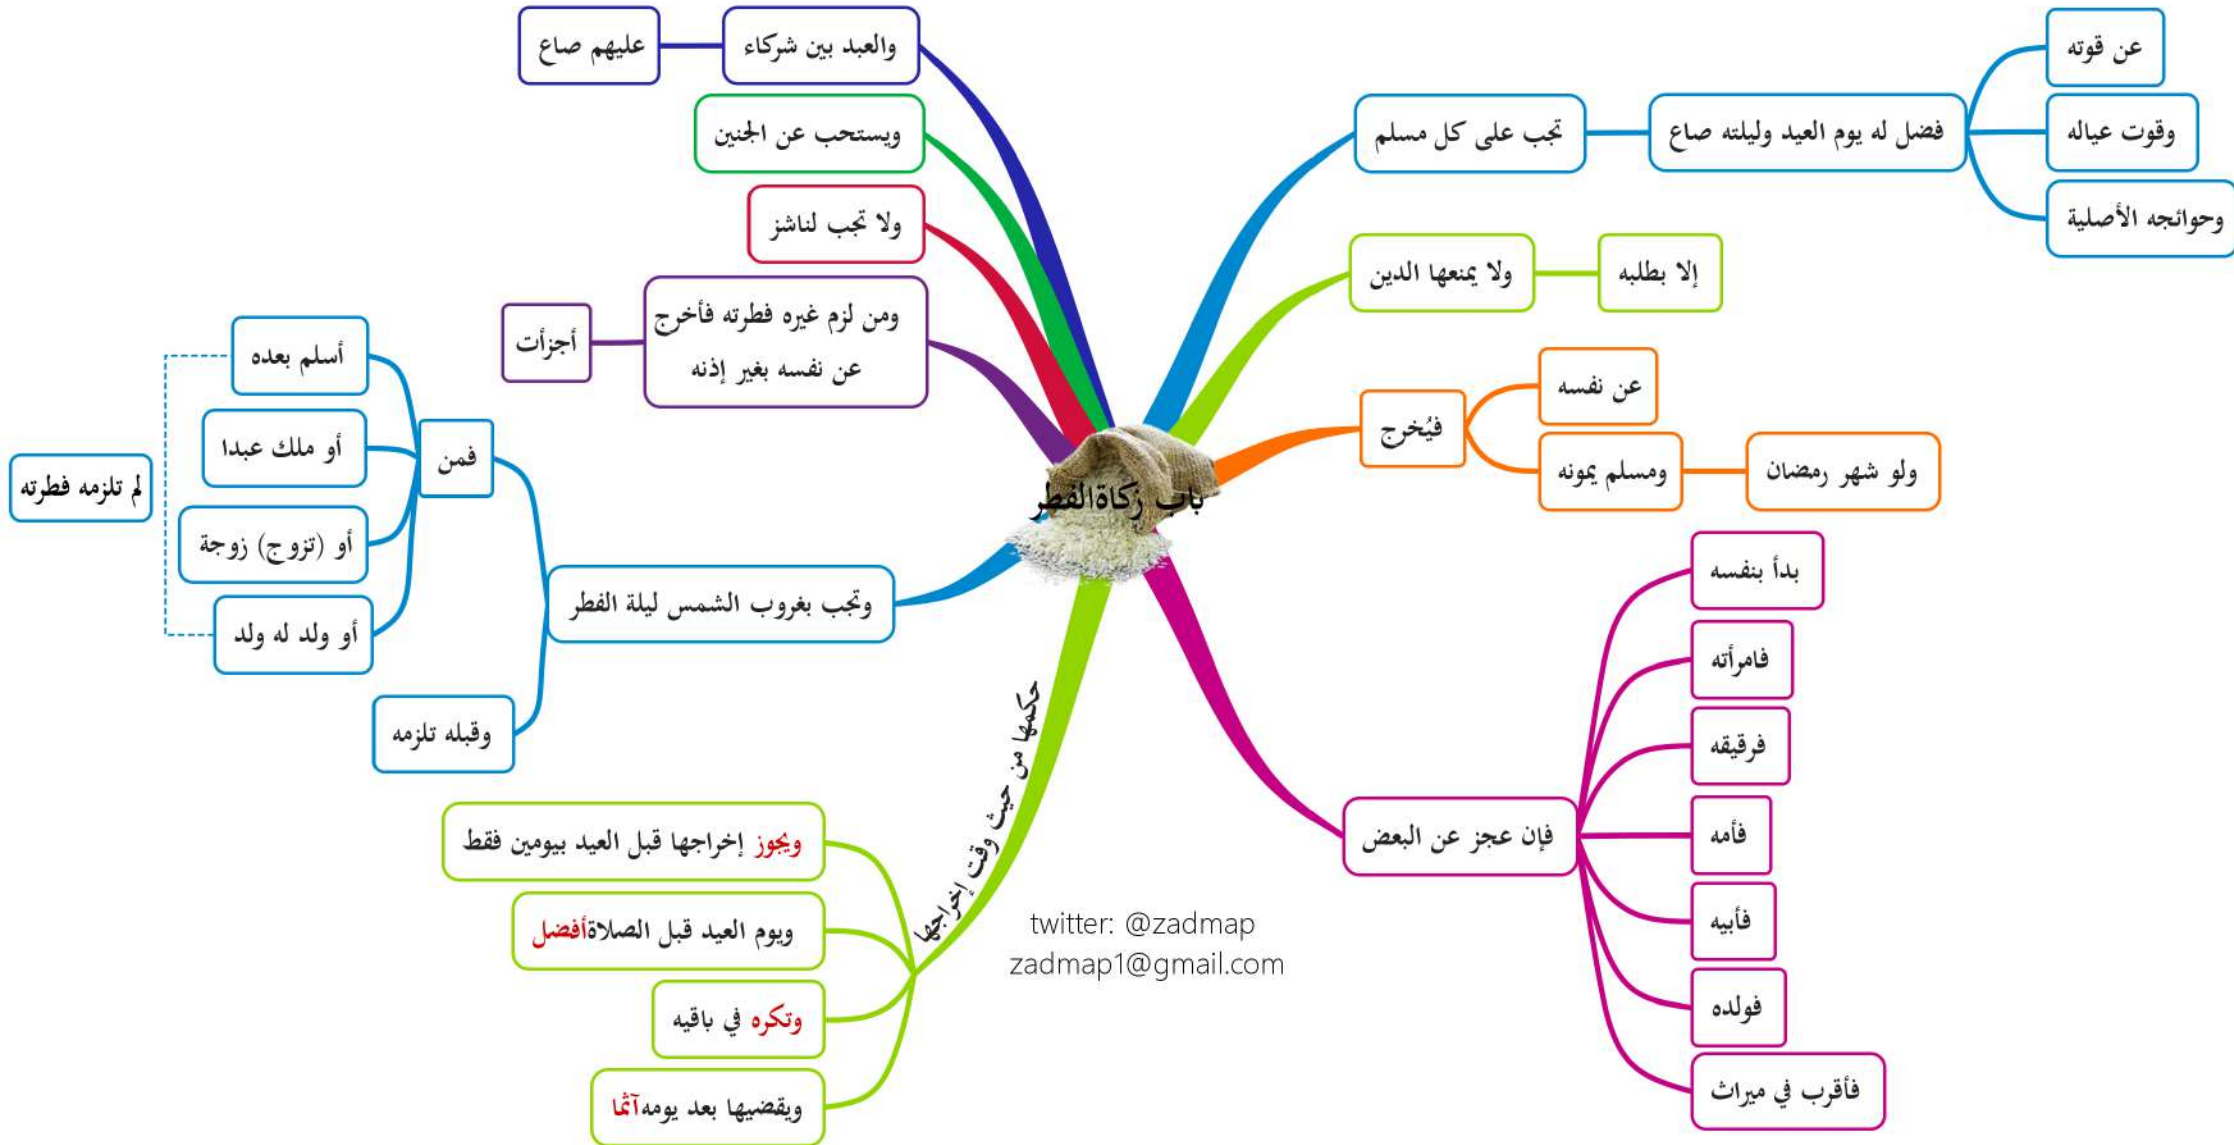 باب زكاة الفطر
تجب على كل مسلم
فضل له يوم العيد وليلته صاع
عن قوته
وقوت عياله
وحوائجه الأصلية
ولا يمنعها الدين
إلا بطلبه
فيُخرج
عن نفسه
ومسلم يمونه
ولو شهر رمضان
فإن عجز عن البعض
بدأ بنفسه
فامرأته
فرقيقه
فأمه
فأبيه
فولده
فأقرب في ميراث
والعبد بين شركاء
عليهم صاع
ويستحب عن الجنين
ولا تجب لناشز
ومن لزم غيره فطرته فأخرج
عن نفسه بغير إذنه
أجزأت
وتجب بغروب الشمس ليلة الفطر
فمن
أسلم بعده
أو ملك عبدا
أو (تزوج) زوجة
أو ولد له ولد
لم تلزمه فطرته
وقبله تلزمه
حكمها من حيث وقت إخراجها
ويجوز إخراجها قبل العيد بيومين فقط
ويوم العيد قبل الصلاة أفضل
وتكره في باقيه
ويقضيها بعد يومه آثما
twitter: @zadmap
zadmap1@gmail.com